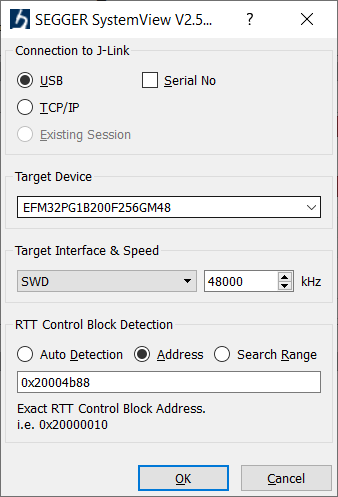 SEGGER SystemView V2.5...
Connection to J-Link
USB
Serial No
TCP/IP
Existing Session
Target Device
EFM32PG1B200F256GM48
Target Interface & Speed
SWD
48000
kHz
RTT Control Block Detection
Auto Detection
Address
Search Range
0x20004b88
Exact RTT Control Block Address.
i.e. 0x20000010
OK
Cancel